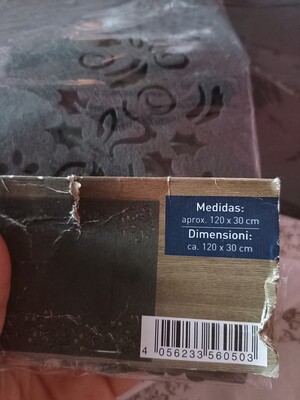 Medidas:
aprox. 120 x 30 cm
Dimensioni:
ca. 120 x 30 cm
4 056233 560503